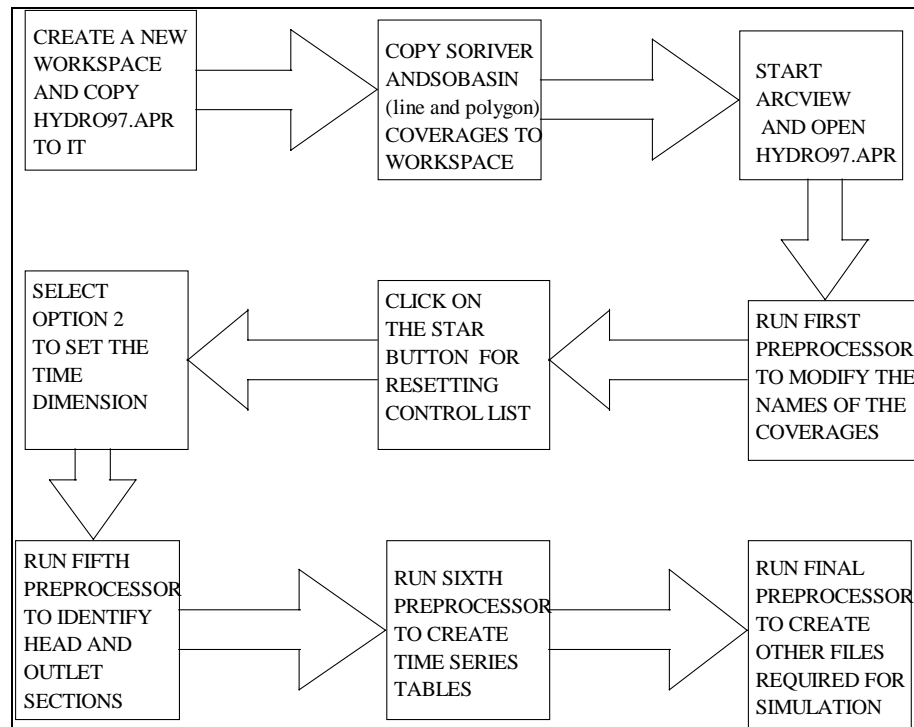 CREATE A NEW
WORKSPACE
AND COPY
HYDRO97.APR
TO IT
COPY SORIVER
ANDSOBASIN
(line and polygon)
COVERAGES TO
WORKSPACE
START
ARCVIEW
AND OPEN
HYDRO97.APR
RUN FIRST
PREPROCESSOR
TO MODIFY THE
NAMES OF THE
COVERAGES
CLICK ON
THE STAR
BUTTON FOR
RESETTING
CONTROL LIST
SELECT
OPTION 2
TO SET THE
TIME
DIMENSION
RUN FIFTH
PREPROCESSOR
TO IDENTIFY
HEAD AND
OUTLET
SECTIONS
RUN SIXTH
PREPROCESSOR
TO CREATE
TIME SERIES
TABLES
RUN FINAL
PREPROCESSOR
TO CREATE
OTHER FILES
REQUIRED FOR
SIMULATION